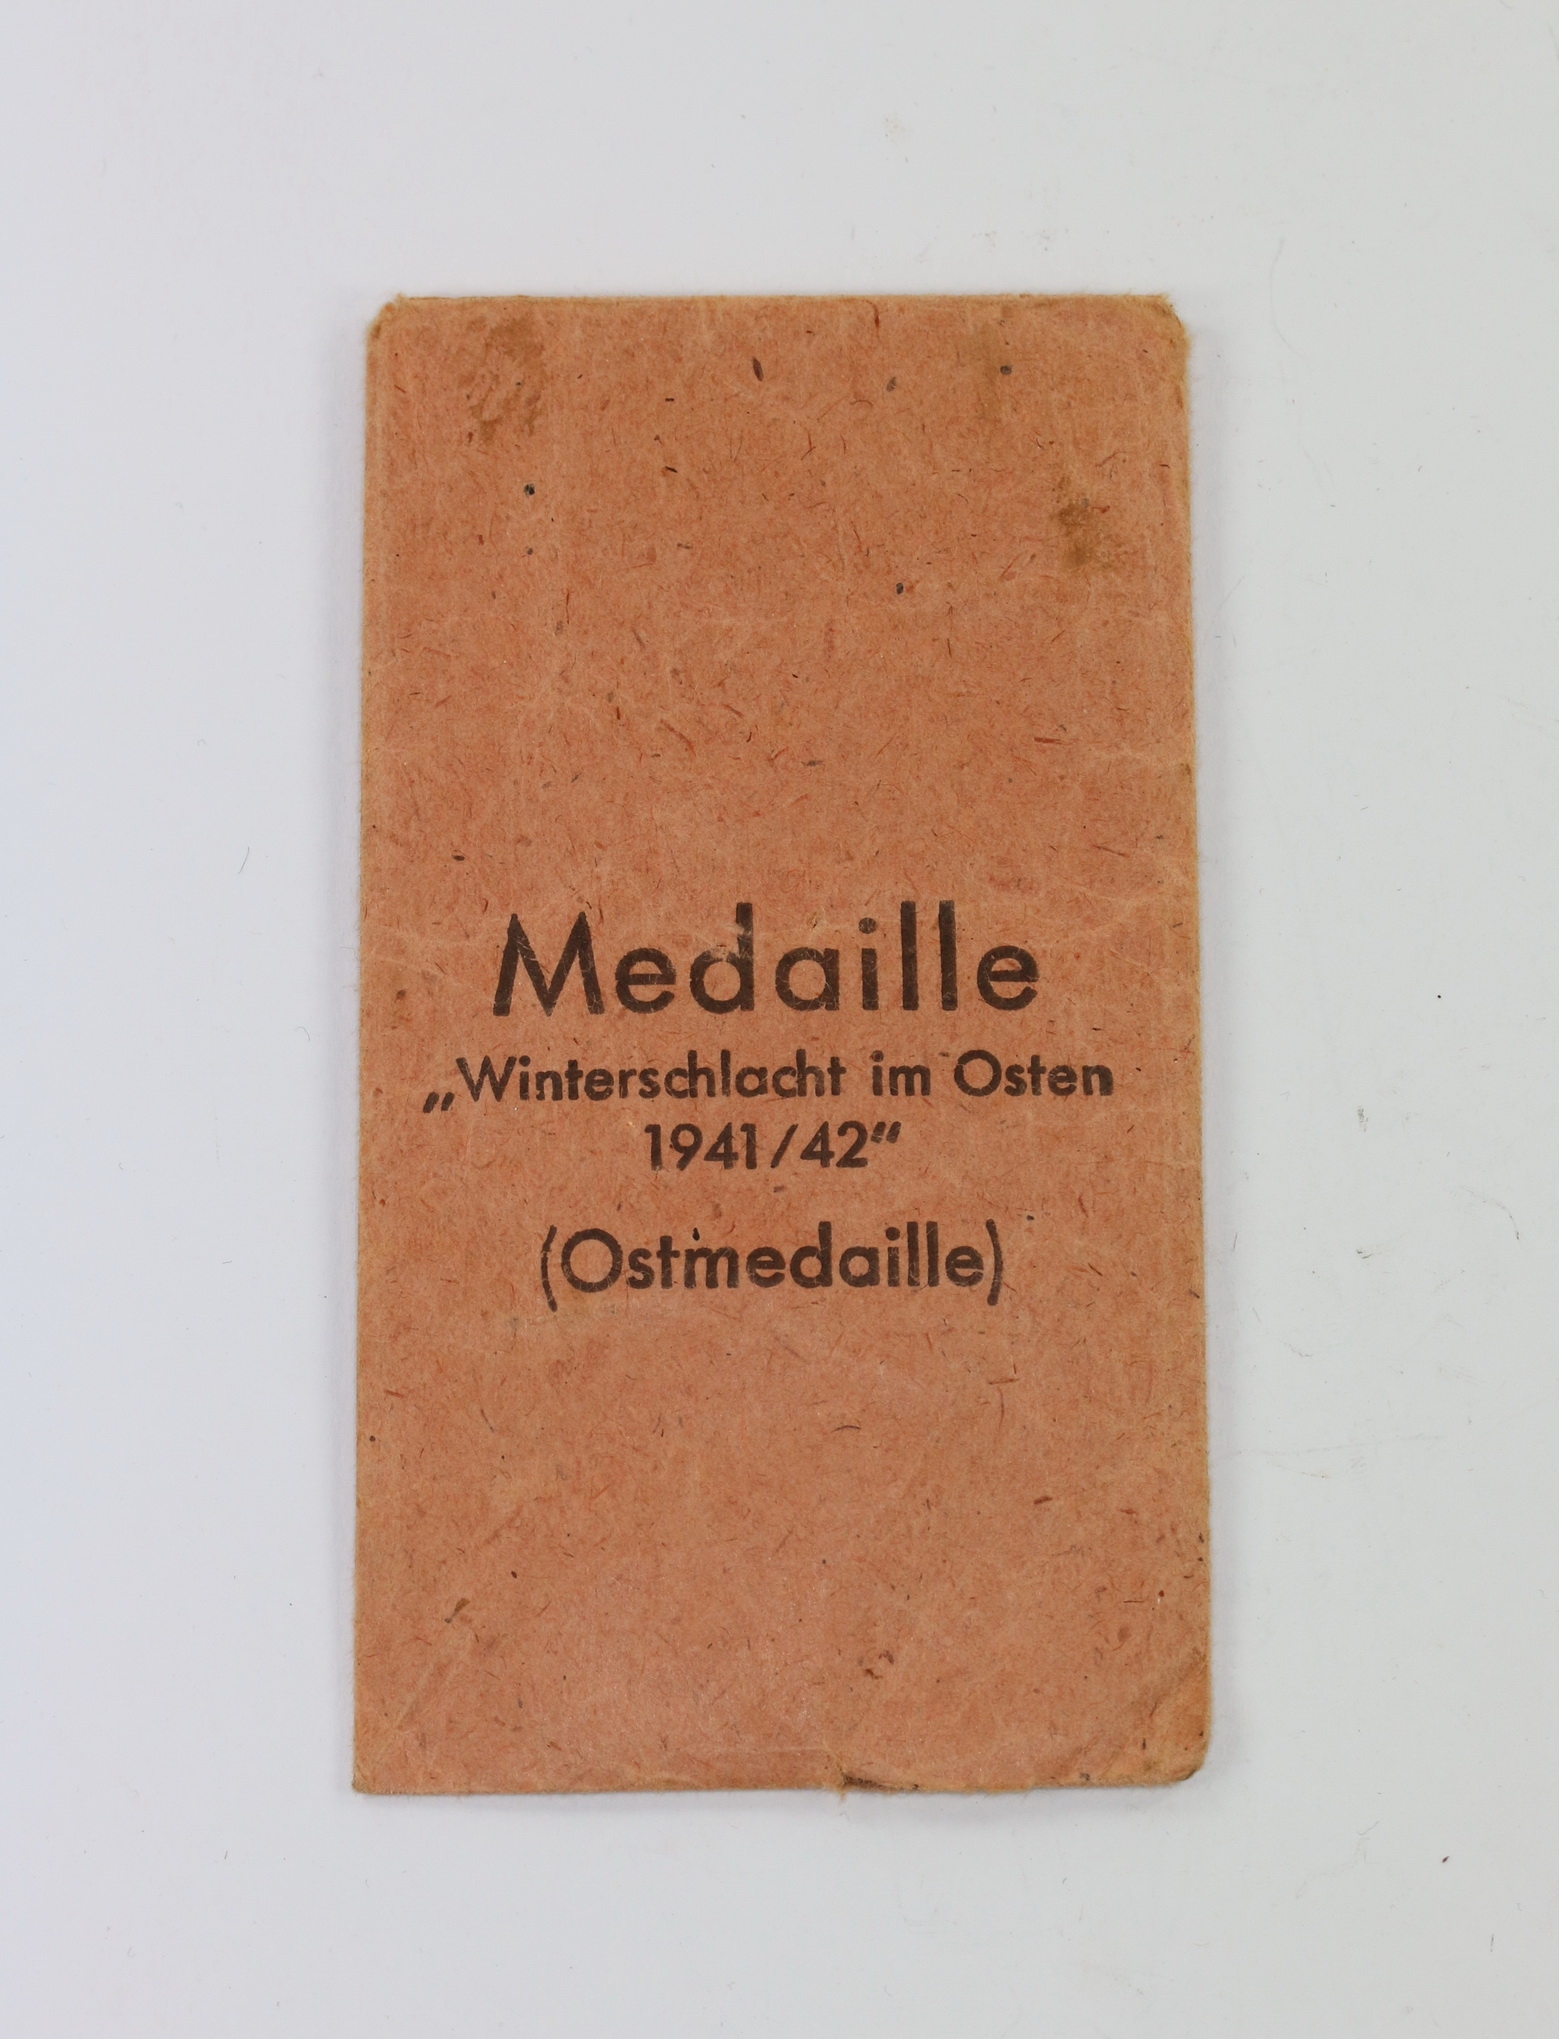 Medaille
„Winterschlacht im Osten
1941/42“
(Ostmedaille)